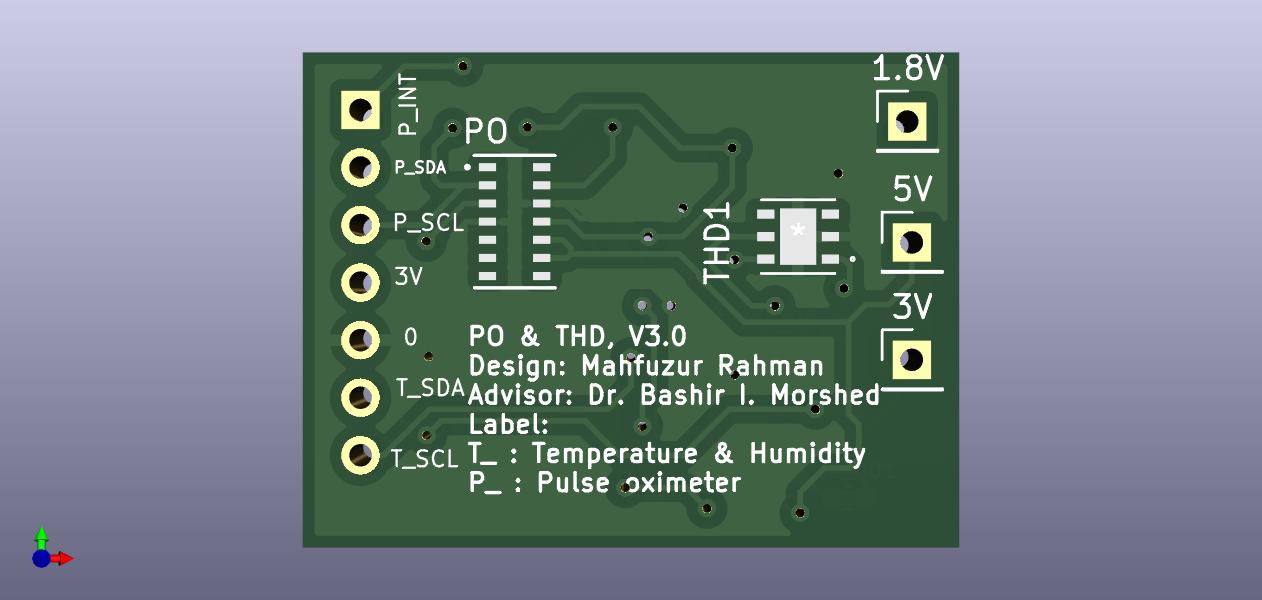 1.8V
P_INT
PO
P_SDA
5V
P_SCL
THD1
*
3V
3V
0
PO & THD, V3.0
Design: Mahfuzur Rahman
T_SDA
Advisor: Dr. Bashir I. Morshed
Label:
T_SCL
T_ : Temperature & Humidity
P_ : Pulse oximeter